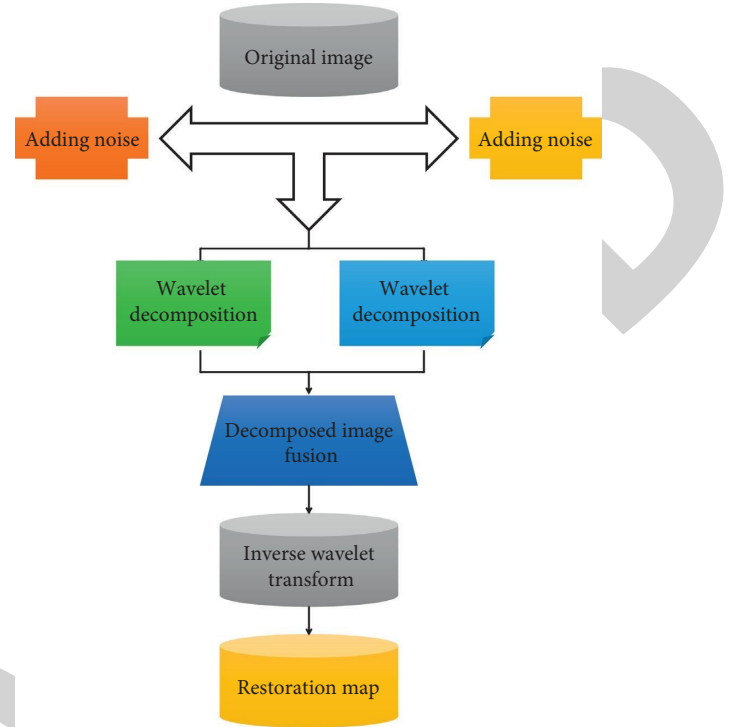 Original image
Adding noise
Adding noise
Wavelet
decomposition
Wavelet
decomposition
Decomposed image
fusion
Inverse wavelet
transform
Restoration map